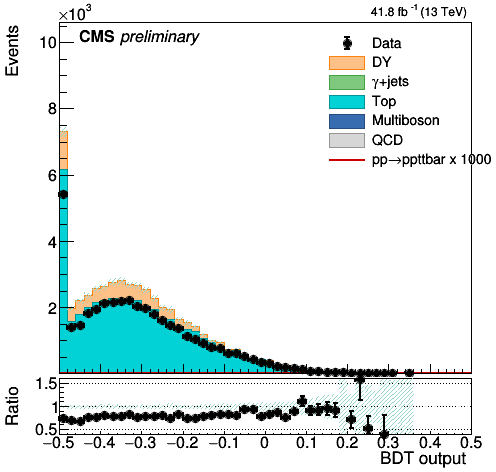 ×10³
41.8 fb⁻¹ (13 TeV)
CMS preliminary
Events
10
8
6
4
2
Data
DY
γ+jets
Top
Multiboson
QCD
pp→ppttbar x 1000
Ratio
1.5
1
0.5
−0.5 −0.4 −0.3 −0.2 −0.1 0 0.1 0.2 0.3 0.4 0.5
BDT output